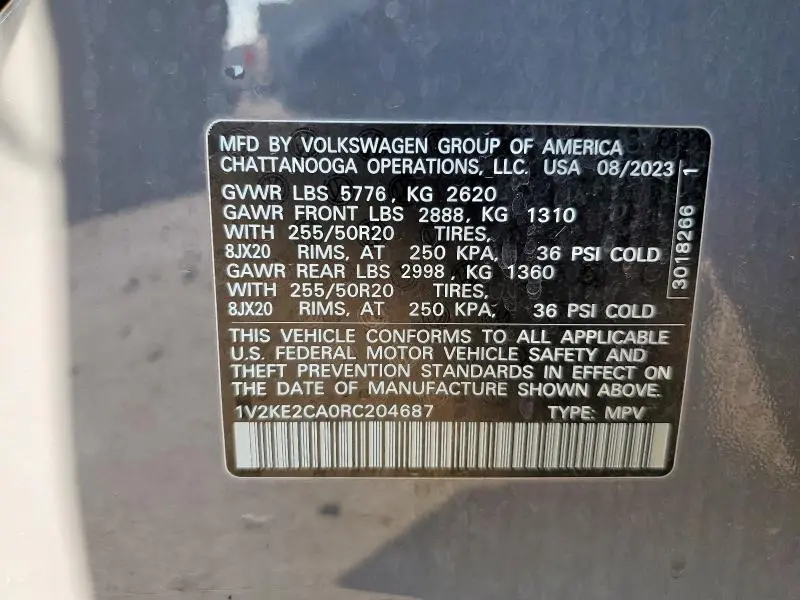 MFD BY VOLKSWAGEN GROUP OF AMERICA
CHATTANOOGA OPERATIONS, LLC. USA 08/2023
GVWR LBS 5776, KG 2620
GAWR FRONT LBS 2888, KG 1310
WITH 255/50R20 TIRES,
8JX20 RIMS, AT 250 KPA, 36 PSI COLD
GAWR REAR LBS 2998, KG 1360
WITH 255/50R20 TIRES,
8JX20 RIMS, AT 250 KPA, 36 PSI COLD
THIS VEHICLE CONFORMS TO ALL APPLICABLE
U.S. FEDERAL MOTOR VEHICLE SAFETY AND
THEFT PREVENTION STANDARDS IN EFFECT ON
THE DATE OF MANUFACTURE SHOWN ABOVE.
1V2KE2CA0RC204687 TYPE: MPV
3018266 1